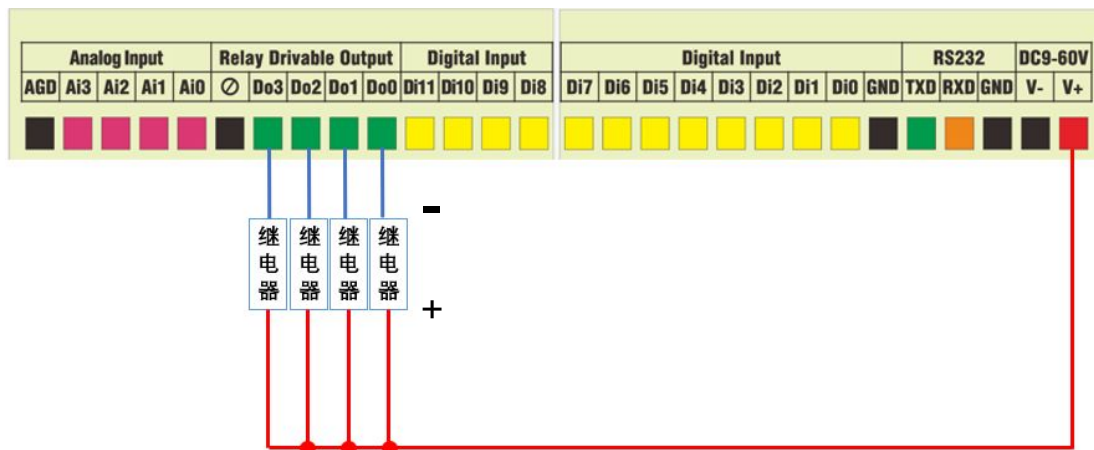 Analog Input Relay Drivable Output Digital Input Digital Input RS232 DC9-60V
AGD Ai3 Ai2 Ai1 Ai0 ⊘ Do3 Do2 Do1 Do0 Di11 Di10 Di9 Di8 Di7 Di6 Di5 Di4 Di3 Di2 Di1 Di0 GND TXD RXD GND V- V+
-
继电器 继电器 继电器 继电器
+